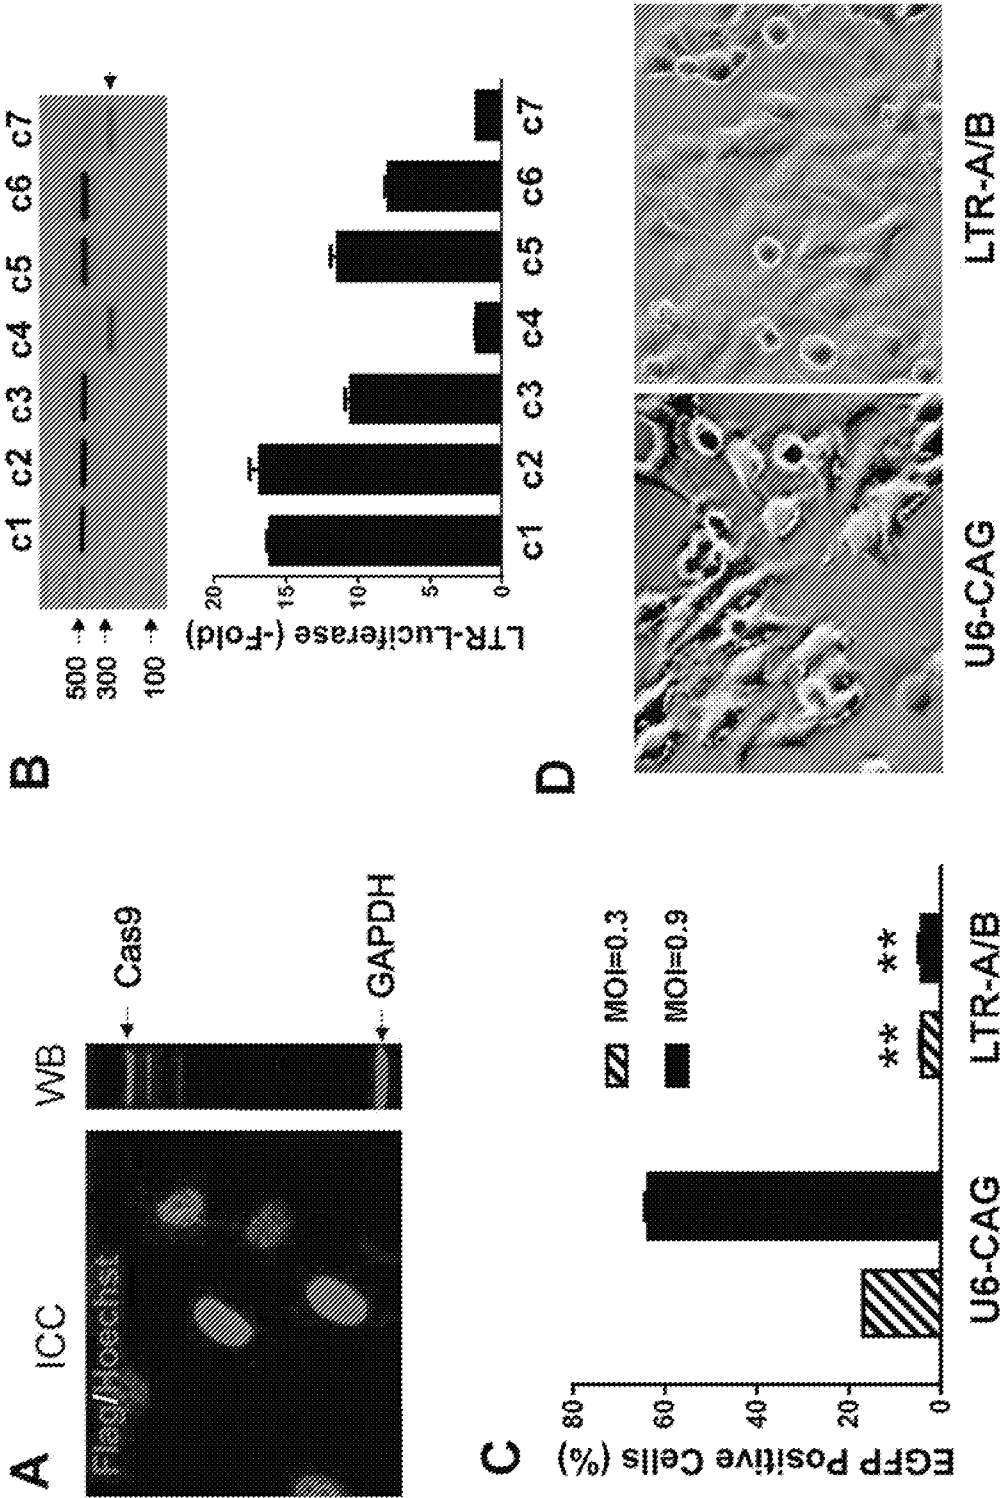 A
ICC
WB
Flag/Hoechst
Cas9
GAPDH
B
c1 c2 c3 c4 c5 c6 c7
500
300
100
LTR-Luciferase (-Fold)
20
15
10
5
0
c1 c2 c3 c4 c5 c6 c7
C
EGFP Positive Cells (%)
80
60
40
20
0
MOI=0.3
MOI=0.9
** **
U6-CAG LTR-A/B
D
U6-CAG LTR-A/B